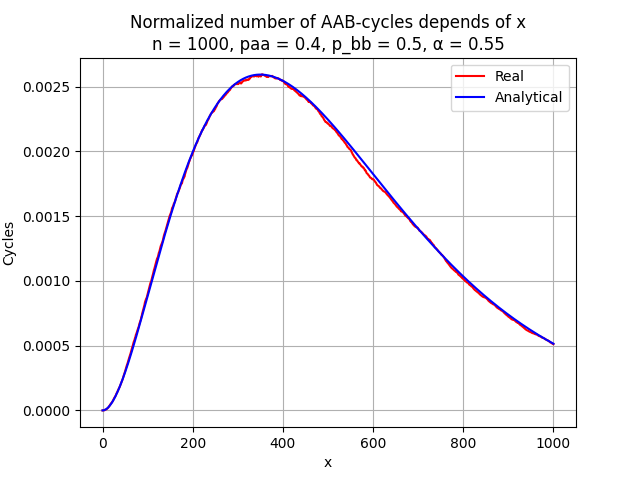 Normalized number of AAB-cycles depends of x
n = 1000, paa = 0.4, p_bb = 0.5, α = 0.55
Real
Analytical
0.0025
0.0020
0.0015
0.0010
0.0005
0.0000
Cycles
0 200 400 600 800 1000
x